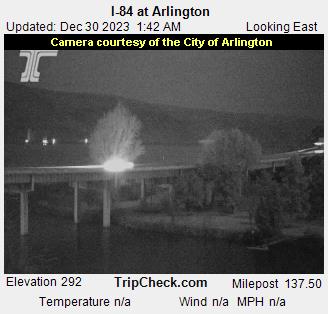 I-84 at Arlington
Updated: Dec 30 2023 1:42 AM Looking East
Camera courtesy of the City of Arlington
Elevation 292 TripCheck.com Milepost 137.50
Temperature n/a Wind n/a MPH n/a